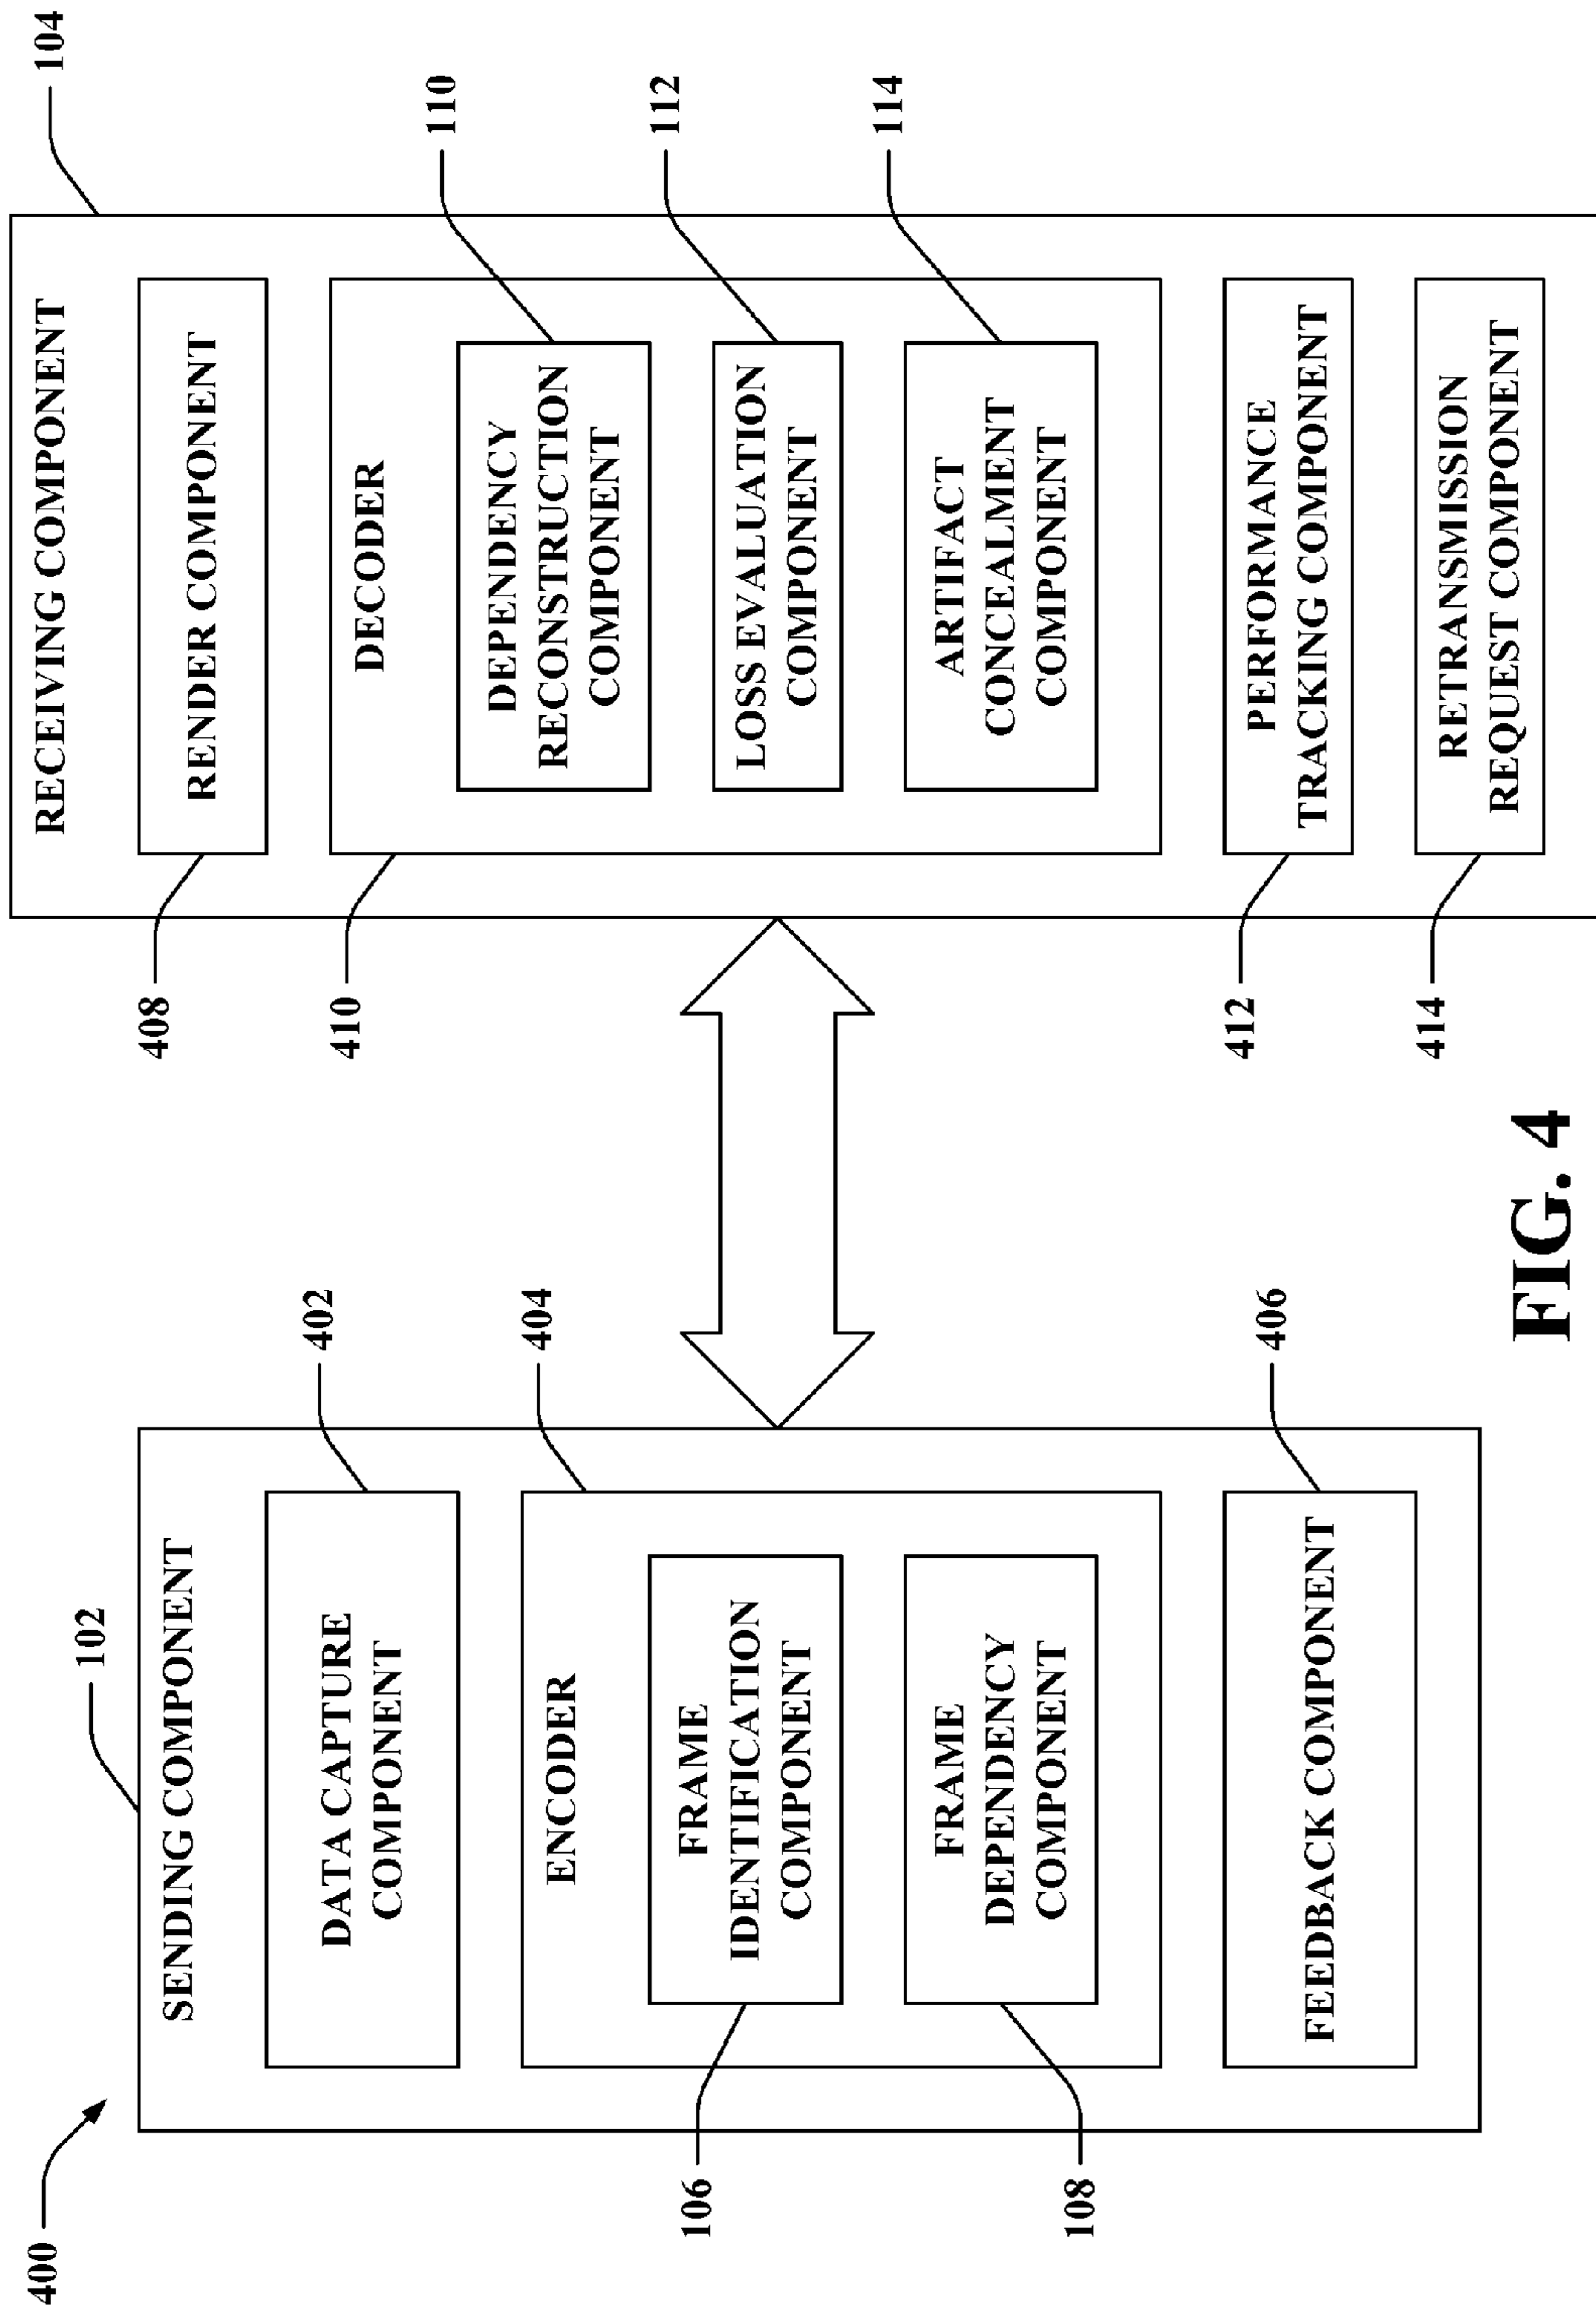 400
102
SENDING COMPONENT
402
DATA CAPTURE
COMPONENT
404
ENCODER
106
FRAME
IDENTIFICATION
COMPONENT
108
FRAME
DEPENDENCY
COMPONENT
406
FEEDBACK COMPONENT
104
RECEIVING COMPONENT
408
RENDER COMPONENT
410
DECODER
110
DEPENDENCY
RECONSTRUCTION
COMPONENT
112
LOSS EVALUATION
COMPONENT
114
ARTIFACT
CONCEALMENT
COMPONENT
412
PERFORMANCE
TRACKING COMPONENT
414
RETRANSMISSION
REQUEST COMPONENT
FIG. 4